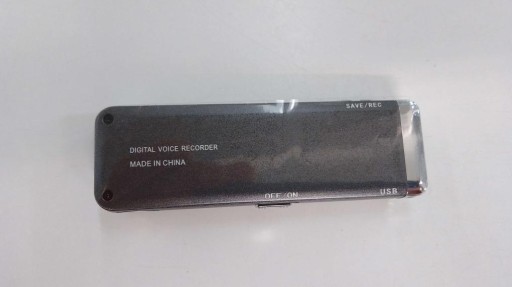 SAVE/REC
DIGITAL VOICE RECORDER
MADE IN CHINA
OFF/ON
USB